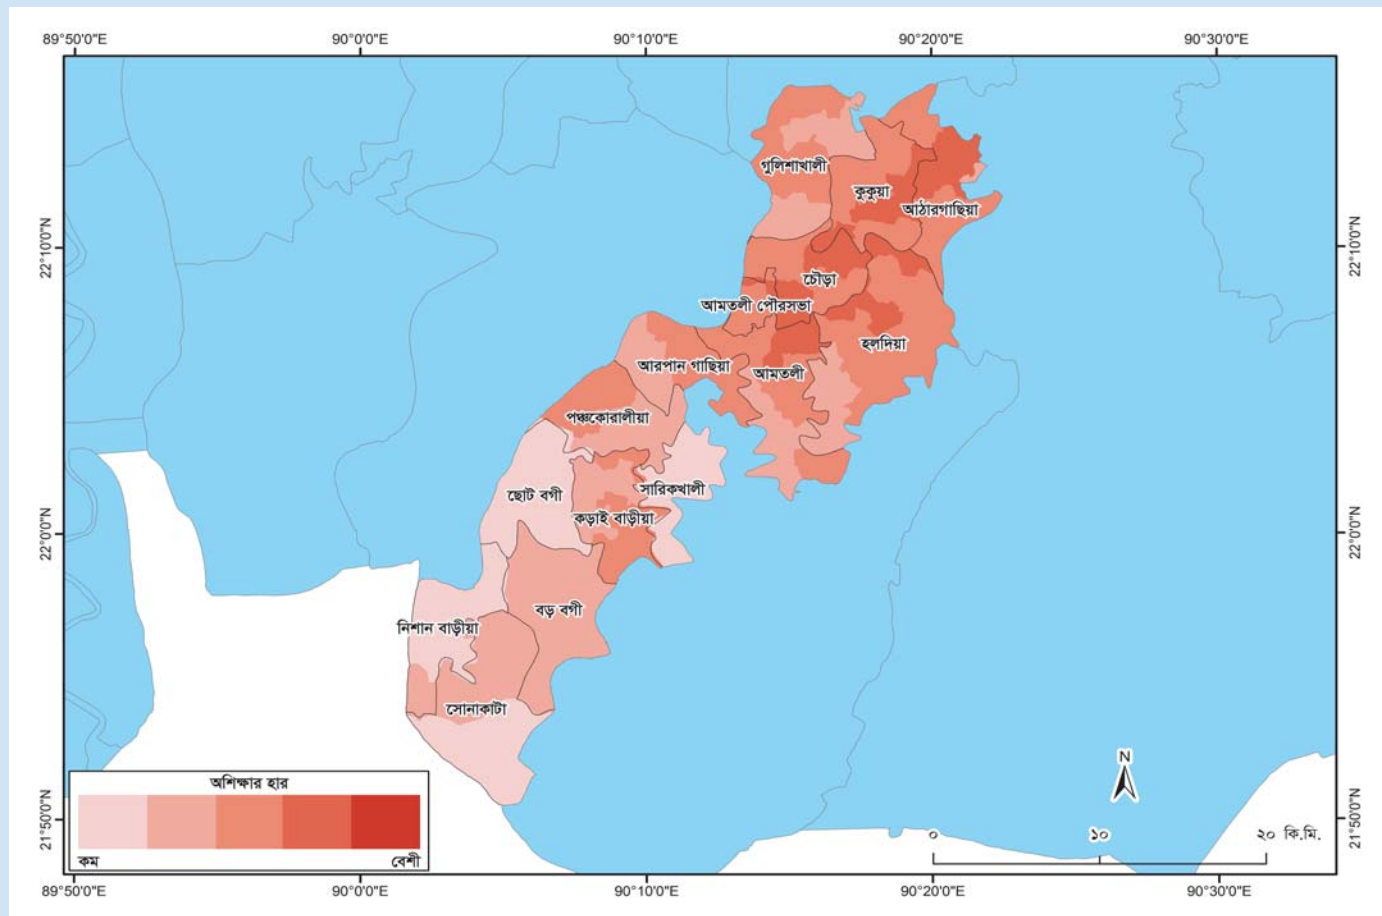 89°50'0"E 90°0'0"E 90°10'0"E 90°20'0"E 90°30'0"E
22°10'0"N
22°0'0"N
21°50'0"N
গুলিশাখালী
কুকুয়া
আঠারগাছিয়া
চৌড়া
আমতলী পৌরসভা
হলদিয়া
আরপান গাছিয়া
আমতলী
পঞ্চকোরালীয়া
সারিকখালী
ছোট বগী
কড়াই বাড়ীয়া
বড় বগী
নিশান বাড়ীয়া
সোনাকাটা
22°10'0"N
22°0'0"N
21°50'0"N
অশিক্ষার হার
কম বেশী
N
০ ১০ ২০ কি.মি.
89°50'0"E 90°0'0"E 90°10'0"E 90°20'0"E 90°30'0"E